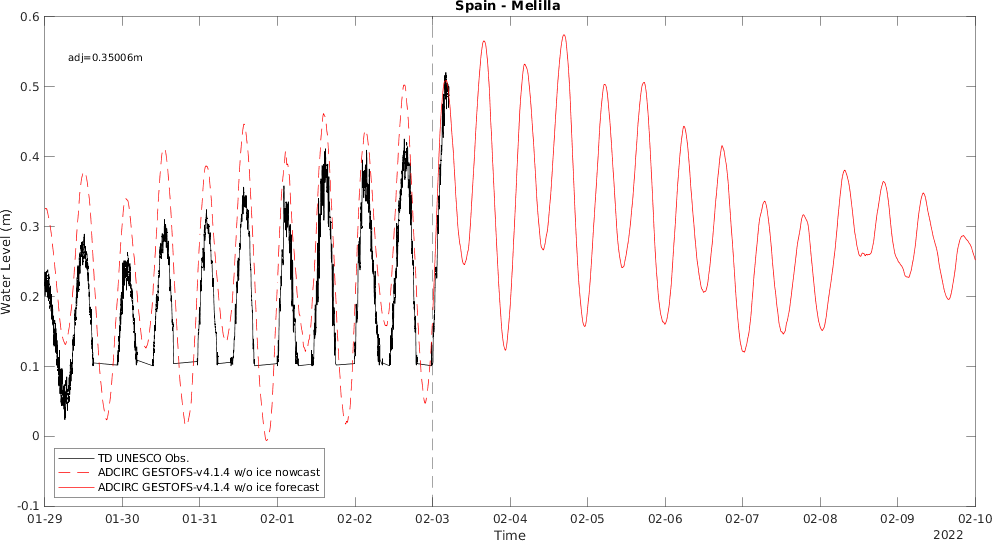 Spain - Melilla
adj=0.35006m
0.6
0.5
0.4
0.3
0.2
0.1
0
-0.1
Water Level (m)
TD UNESCO Obs.
ADCIRC GESTOFS-v4.1.4 w/o ice nowcast
ADCIRC GESTOFS-v4.1.4 w/o ice forecast
01-29 01-30 01-31 02-01 02-02 02-03 02-04 02-05 02-06 02-07 02-08 02-09 02-10
Time
2022